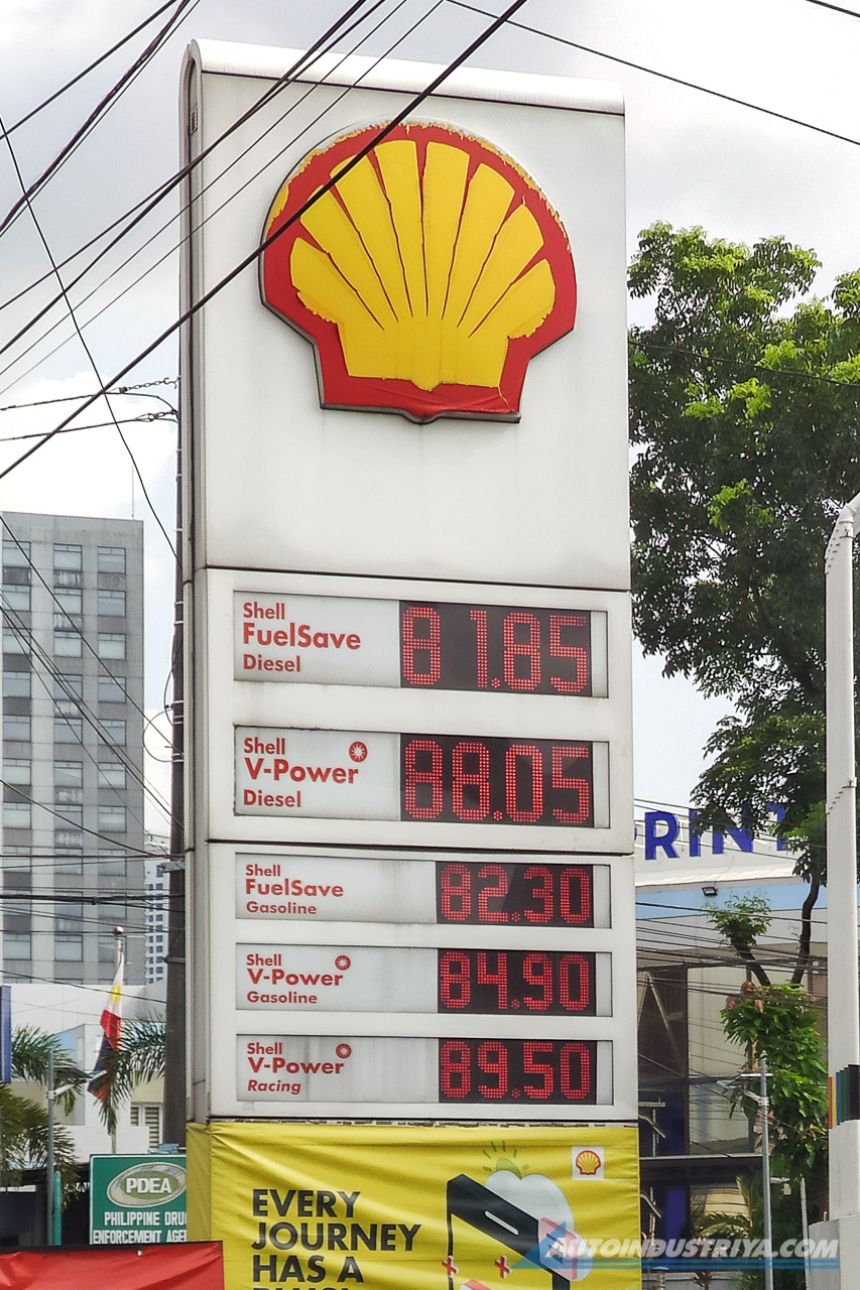 Shell
FuelSave
Diesel
81.85
Shell
V-Power
Diesel
88.05
Shell
FuelSave
Gasoline
82.30
Shell
V-Power
Gasoline
84.90
Shell
V-Power
Racing
89.50
PRINT
PDEA
PHILIPPINE DRUG
ENFORCEMENT AGE
EVERY
JOURNEY
HAS A
AUTOINDUSTRIYA.COM